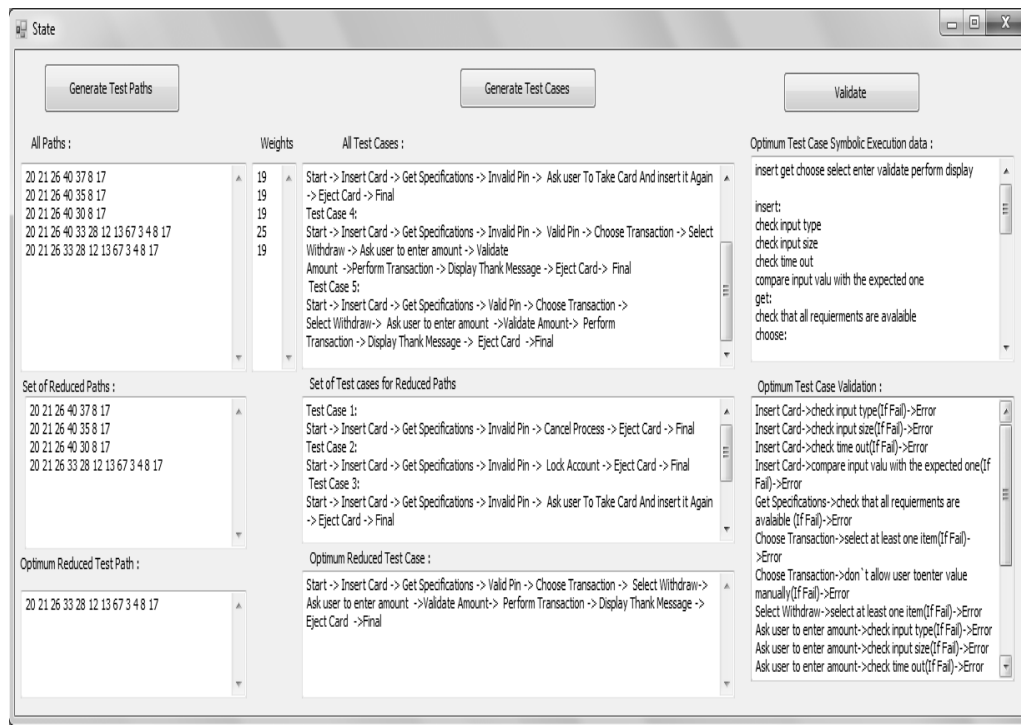 State
Generate Test Paths
Generate Test Cases
Validate
All Paths :
Weights
All Test Cases :
Optimum Test Case Symbolic Execution data :
20 21 26 40 37 8 17
20 21 26 40 35 8 17
20 21 26 40 30 8 17
20 21 26 40 33 28 12 13 67 3 4 8 17
20 21 26 33 28 12 13 67 3 4 8 17
19
19
19
25
19
Start -> Insert Card -> Get Specifications -> Invalid Pin -> Ask user To Take Card And insert it Again
-> Eject Card -> Final
Test Case 4:
Start -> Insert Card -> Get Specifications -> Invalid Pin -> Valid Pin -> Choose Transaction -> Select
Withdraw -> Ask user to enter amount -> Validate
Amount ->Perform Transaction -> Display Thank Message -> Eject Card-> Final
Test Case 5:
Start -> Insert Card -> Get Specifications -> Valid Pin -> Choose Transaction ->
Select Withdraw-> Ask user to enter amount ->Validate Amount-> Perform
Transaction -> Display Thank Message -> Eject Card ->Final
insert get choose select enter validate perform display
insert:
check input type
check input size
check time out
compare input valu with the expected one
get:
check that all requierments are avalable
choose:
Set of Reduced Paths :
Set of Test cases for Reduced Paths
Optimum Test Case Validation :
20 21 26 40 37 8 17
20 21 26 40 35 8 17
20 21 26 40 30 8 17
20 21 26 33 28 12 13 67 3 4 8 17
Test Case 1:
Start -> Insert Card -> Get Specifications -> Invalid Pin -> Cancel Process -> Eject Card -> Final
Test Case 2:
Start -> Insert Card -> Get Specifications -> Invalid Pin -> Lock Account -> Eject Card -> Final
Test Case 3:
Start -> Insert Card -> Get Specifications -> Invalid Pin -> Ask user To Take Card And insert it Again
-> Eject Card -> Final
Insert Card->check input type(If Fail)->Error
Insert Card->check input size(If Fail)->Error
Insert Card->check time out(If Fail)->Error
Insert Card->compare input valu with the expected one(If
Fail)->Error
Get Specifications->check that all requierments are
avalable (If Fail)->Error
Choose Transaction->select at least one item(If Fail)-
>Error
Choose Transaction->don`t allow user toenter value
manually(If Fail)->Error
Select Withdraw->select at least one item(If Fail)->Error
Ask user to enter amount->check input type(If Fail)->Error
Ask user to enter amount->check input size(If Fail)->Error
Ask user to enter amount->check time out(If Fail)->Error
Optimum Reduced Test Path :
Optimum Reduced Test Case :
20 21 26 33 28 12 13 67 3 4 8 17
Start -> Insert Card -> Get Specifications -> Valid Pin -> Choose Transaction -> Select Withdraw->
Ask user to enter amount ->Validate Amount-> Perform Transaction -> Display Thank Message ->
Eject Card ->Final